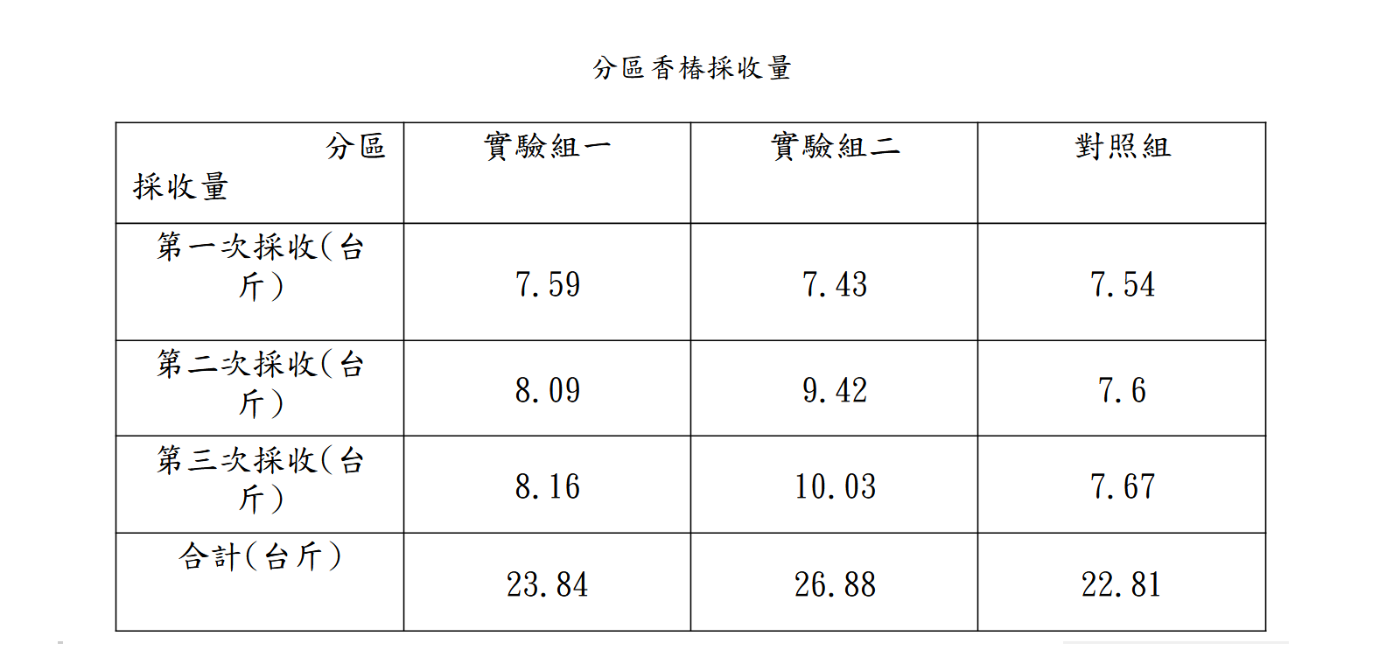 分區香椿採收量
分區 實驗組一 實驗組二 對照組
採收量
第一次採收(台
斤) 7.59 7.43 7.54
第二次採收(台
斤) 8.09 9.42 7.6
第三次採收(台
斤) 8.16 10.03 7.67
合計(台斤) 23.84 26.88 22.81